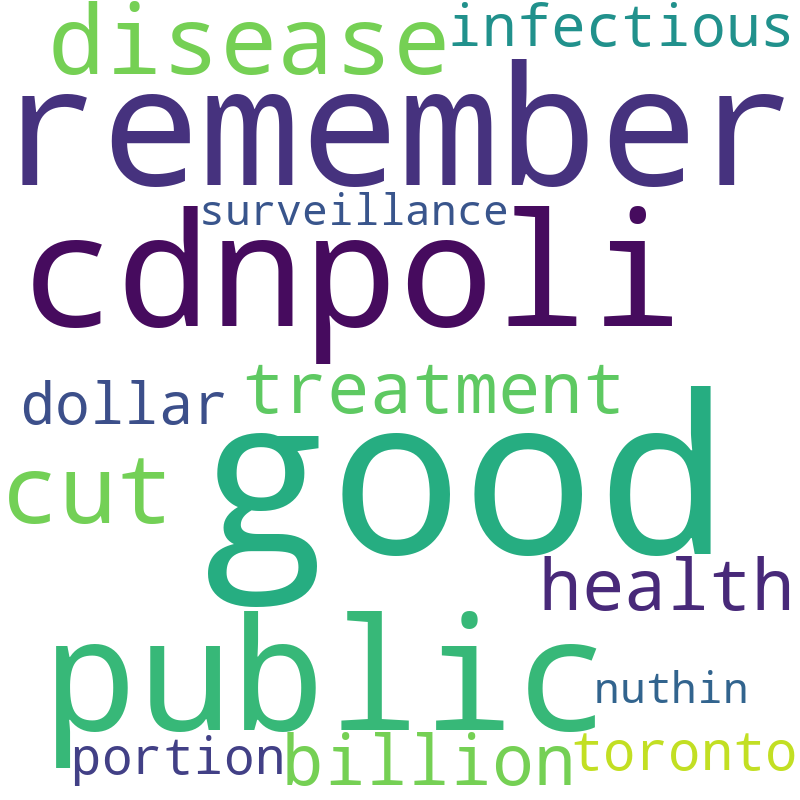 disease infectious
remember
surveillance
cdnpoli
dollar treatment
good
cut
health
public
nuthin
portion billion toronto